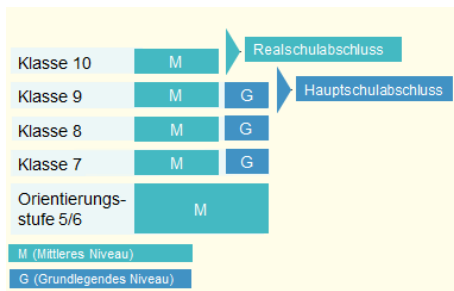 Realschulabschluss
Klasse 10 M
Klasse 9 M G
Hauptschulabschluss
Klasse 8 M G
Klasse 7 M G
Orientierungs-
stufe 5/6 M
M (Mittleres Niveau)
G (Grundlegendes Niveau)